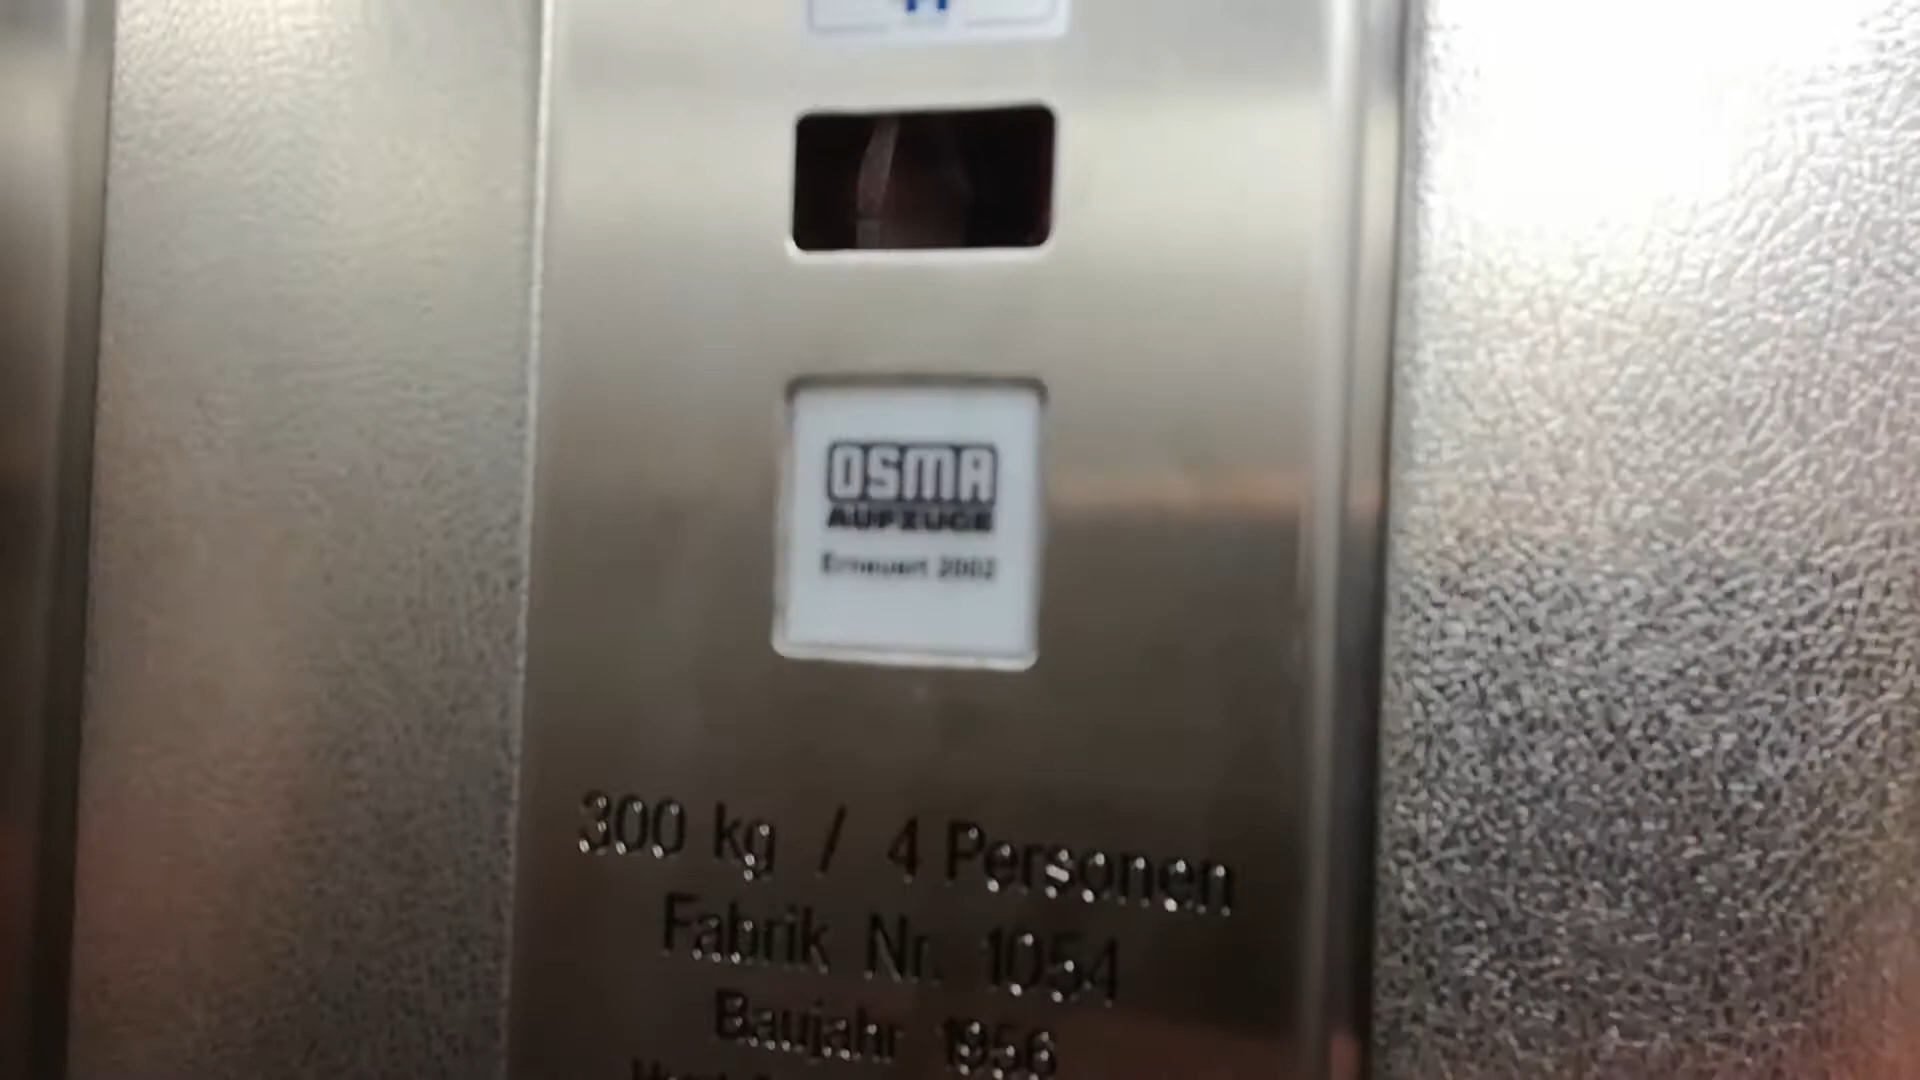 OSMA
AUFZÜGE
Erneuert 2002
300 kg / 4 Personen
Fabrik Nr. 1054
Baujahr 1956